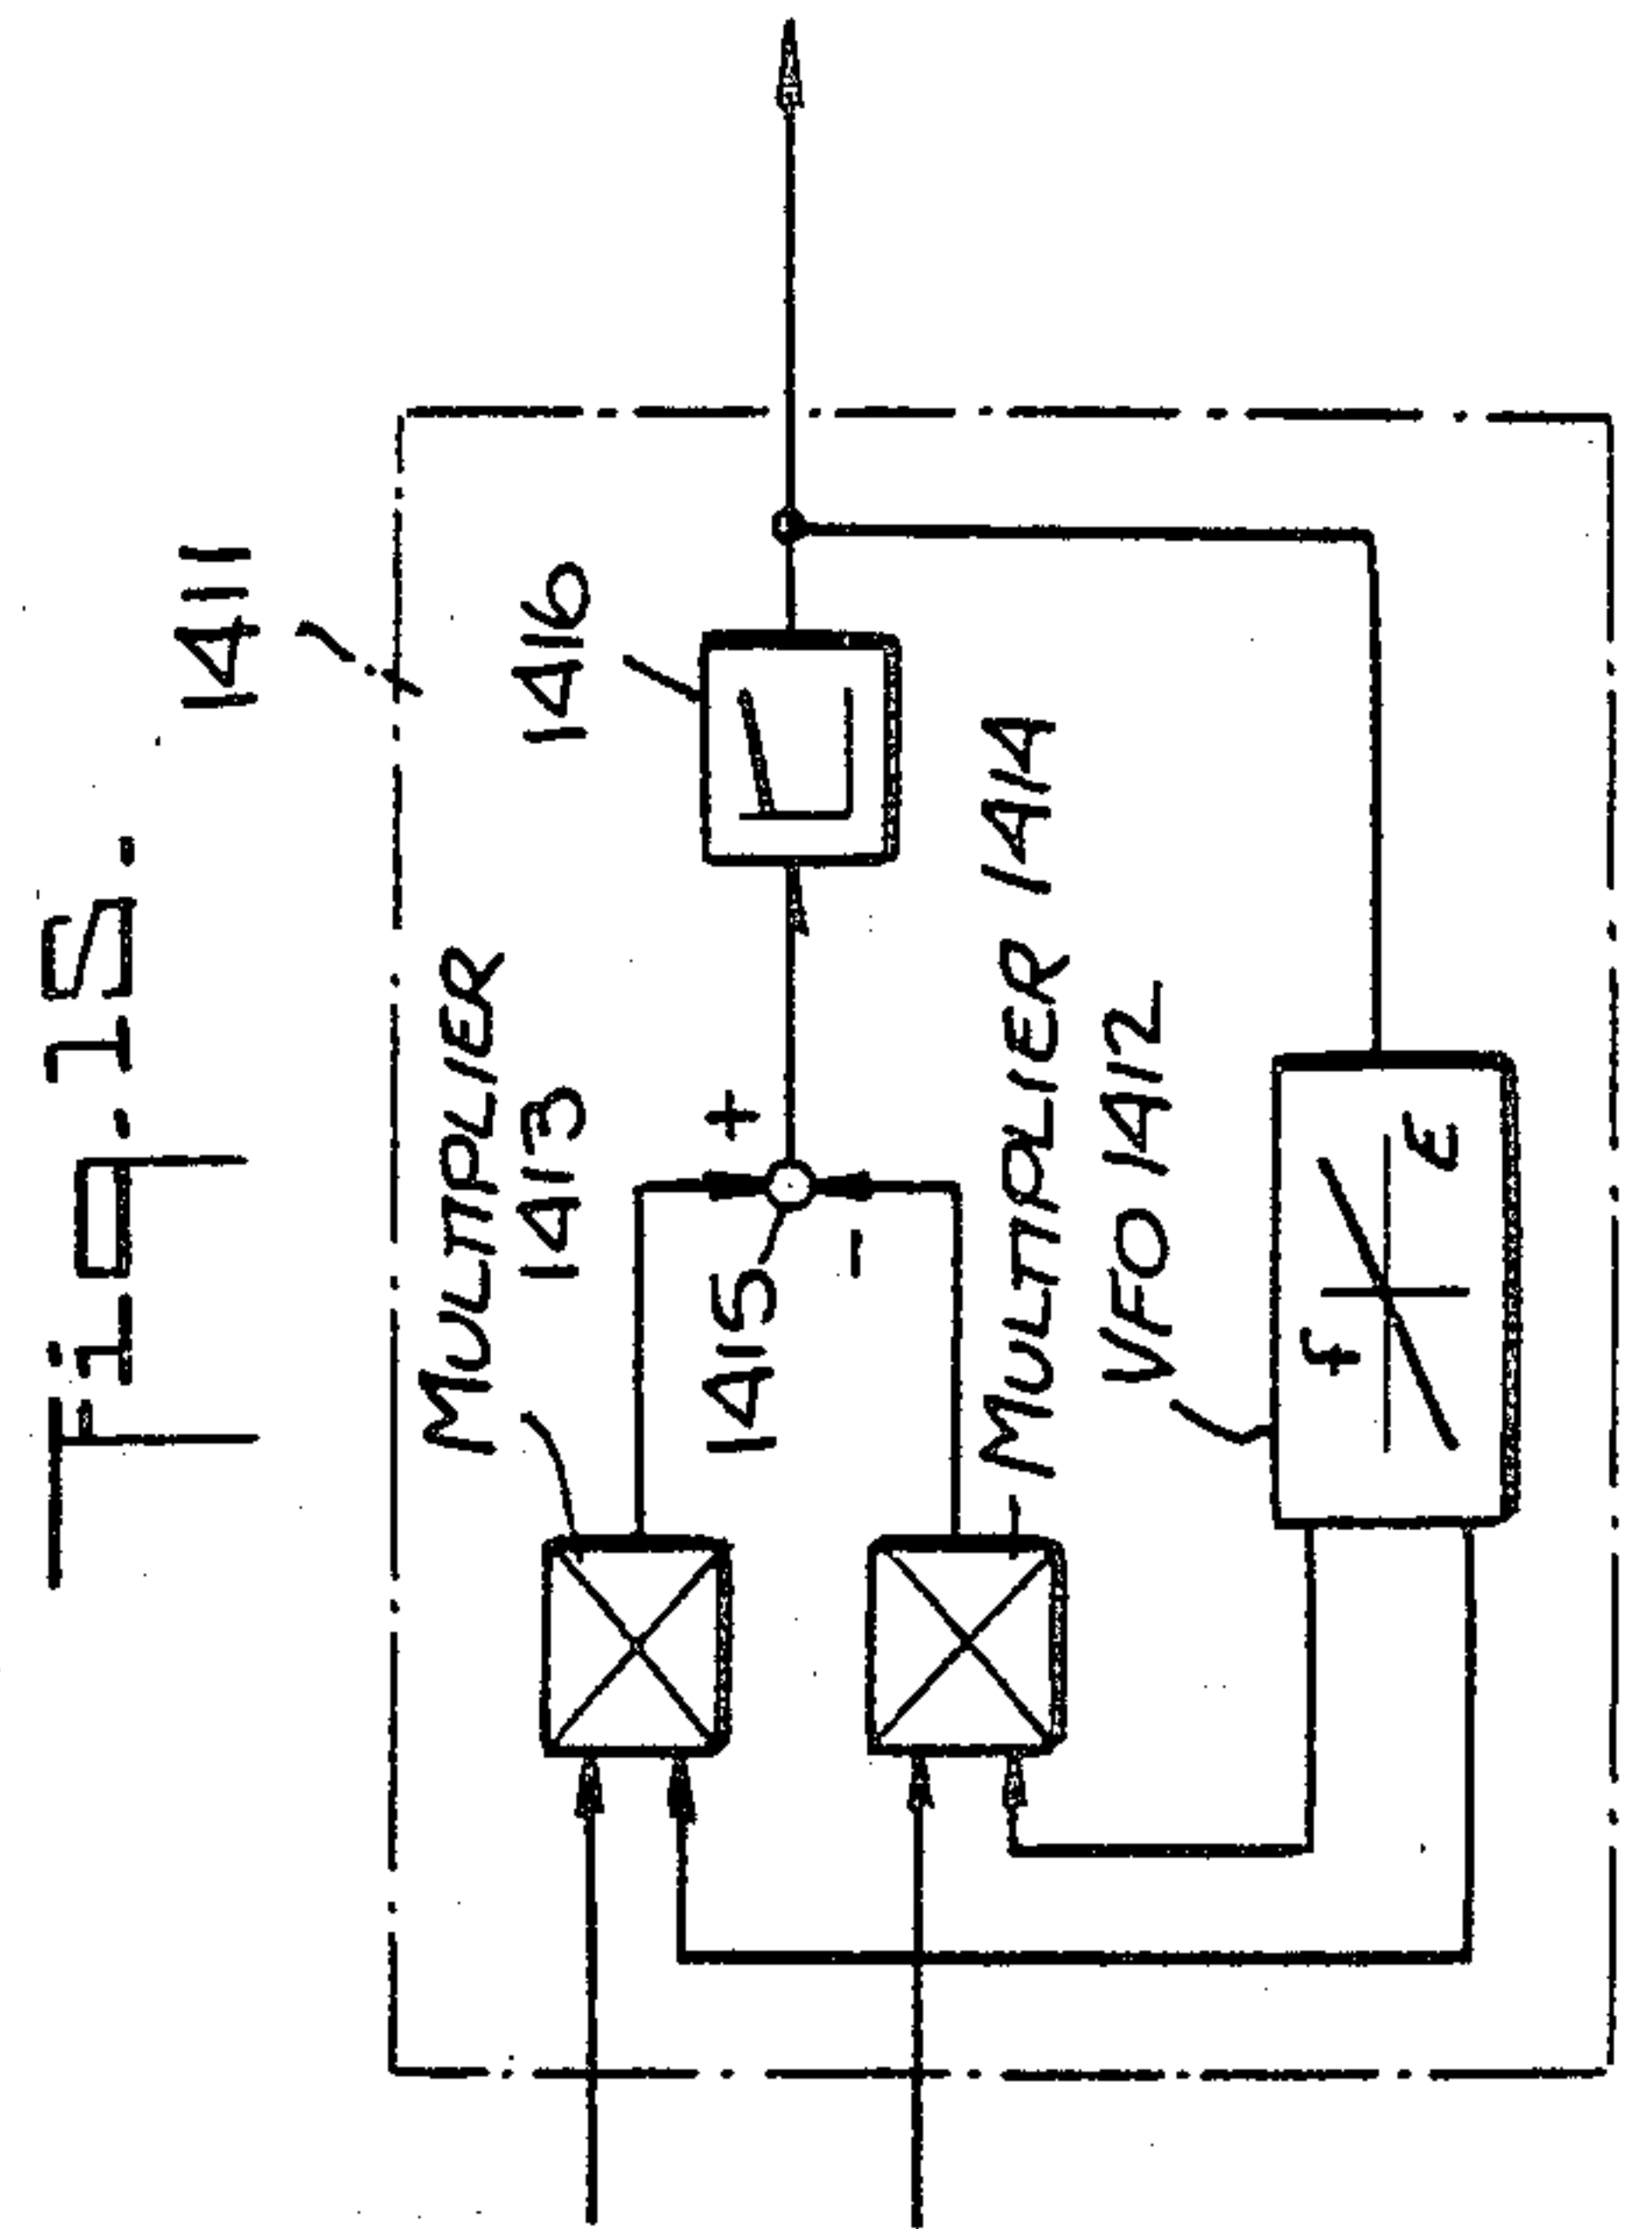 Fig.15.
1411
MULTIPLIER
1413
1416
1415
+
-
MULTIPLIER 1414
VFO 1412
f
ε